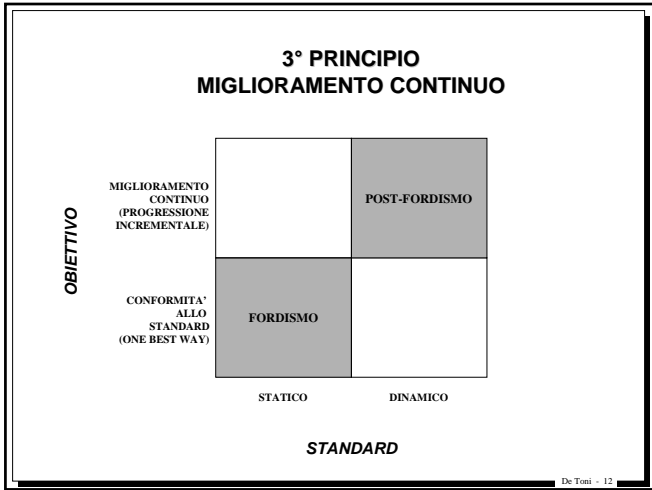 3° PRINCIPIO
MIGLIORAMENTO CONTINUO
OBIETTIVO
MIGLIORAMENTO
CONTINUO
(PROGRESSIONE
INCREMENTALE)
POST-FORDISMO
CONFORMITA'
ALLO
STANDARD
(ONE BEST WAY)
FORDISMO
STATICO
DINAMICO
STANDARD
De Toni - 12